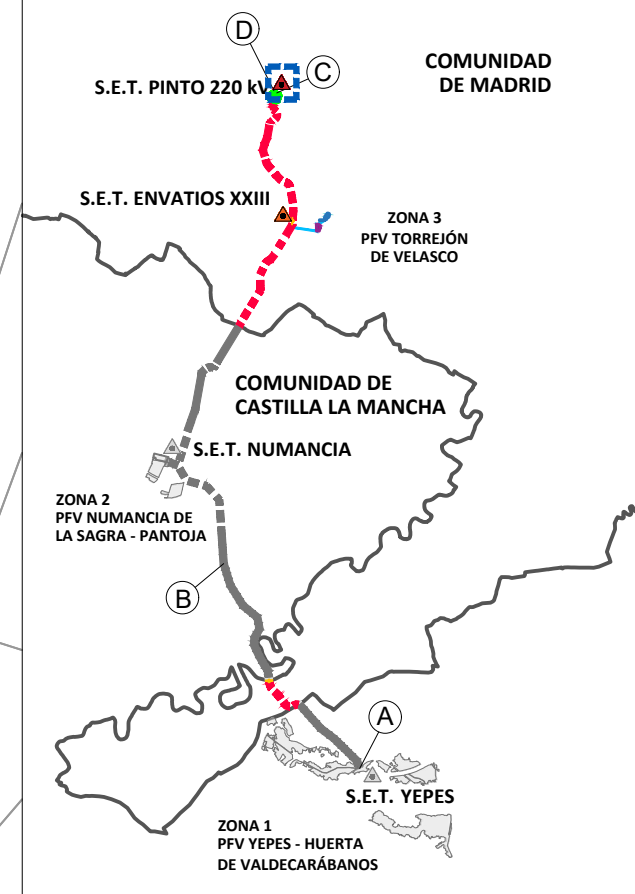 D
C
COMUNIDAD
DE MADRID
S.E.T. PINTO 220 kV
S.E.T. ENVATIOS XXIII
ZONA 3
PFV TORREJÓN
DE VELASCO
COMUNIDAD DE
CASTILLA LA MANCHA
S.E.T. NUMANCIA
ZONA 2
PFV NUMANCIA DE
LA SAGRA - PANTOJA
B
A
S.E.T. YEPES
ZONA 1
PFV YEPES - HUERTA
DE VALDECARÁBANOS